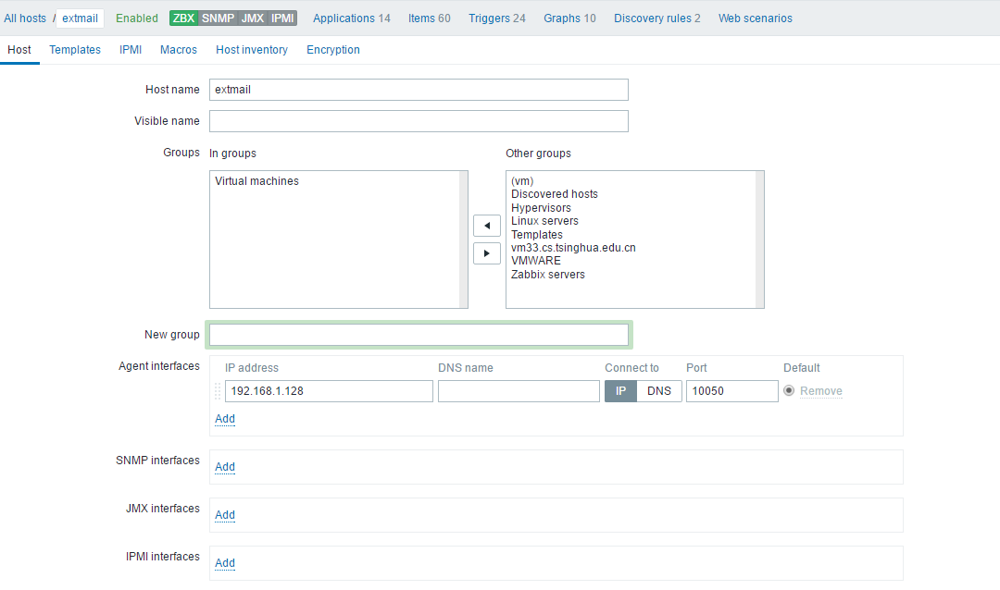 All hosts / extmail Enabled ZBX SNMP JMX IPMI Applications 14 Items 60 Triggers 24 Graphs 10 Discovery rules 2 Web scenarios
Host Templates IPMI Macros Host inventory Encryption
Host name extmail
Visible name
Groups In groups Other groups
Virtual machines
(vm)
Discovered hosts
Hypervisors
Linux servers
Templates
vm33.cs.tsinghua.edu.cn
VMWARE
Zabbix servers
New group
Agent interfaces IP address DNS name Connect to Port Default
192.168.1.128 IP DNS 10050 Remove
Add
SNMP interfaces Add
JMX interfaces Add
IPMI interfaces Add